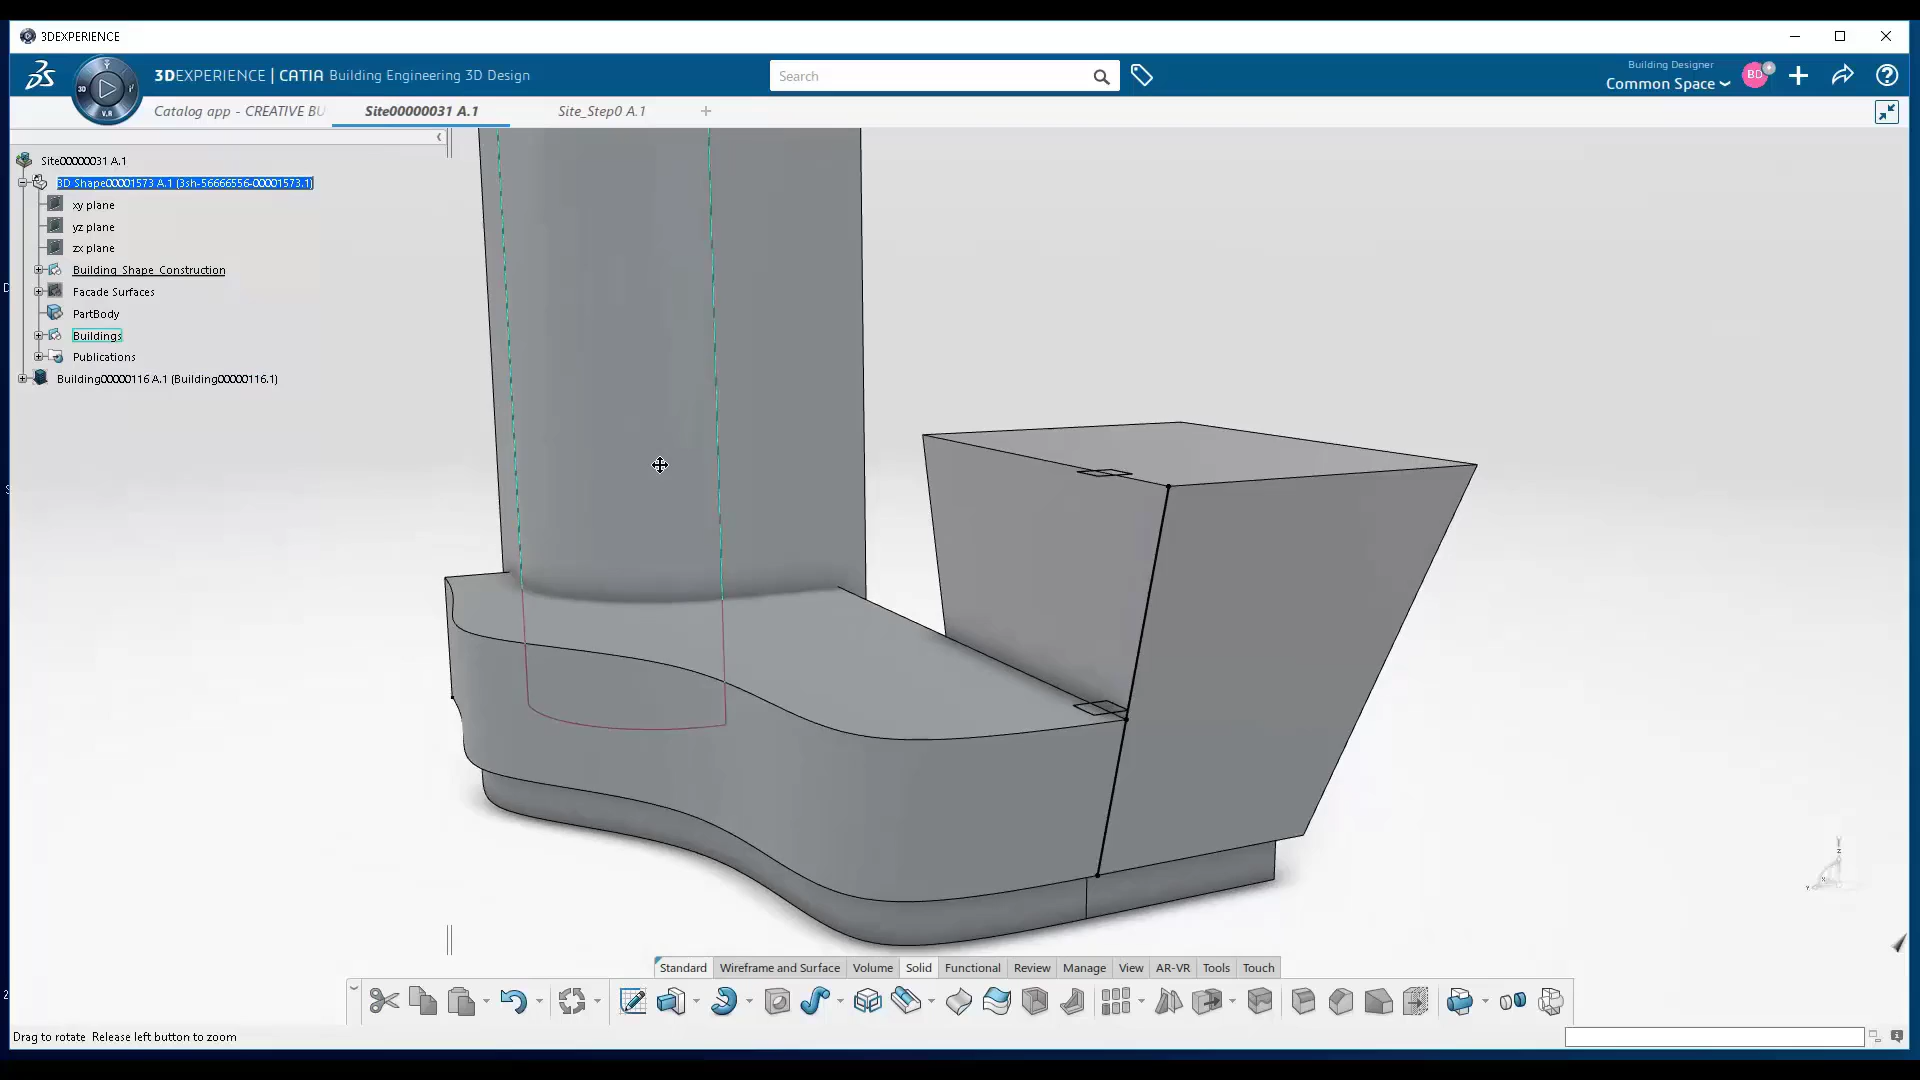 3DEXPERIENCE
3DEXPERIENCE | CATIA Building Engineering 3D Design
Search
Building Designer
Common Space
BD
3D
V.R
Catalog app - CREATIVE BU
Site00000031 A.1
Site_Step0 A.1
Site00000031 A.1
3D Shape00001573 A.1 (3sh-56666556-00001573.1)
xy plane
yz plane
zx plane
Building_Shape_Construction
Facade Surfaces
PartBody
Buildings
Publications
Building00000116 A.1 (Building00000116.1)
Standard
Wireframe and Surface
Volume
Solid
Functional
Review
Manage
View
AR-VR
Tools
Touch
Drag to rotate  Release left button to zoom